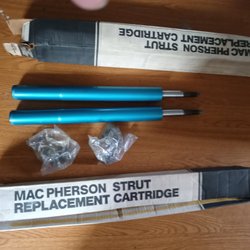 MAC PHERSON STRUT
REPLACEMENT CARTRIDGE
MAC PHERSON STRUT
REPLACEMENT CARTRIDGE